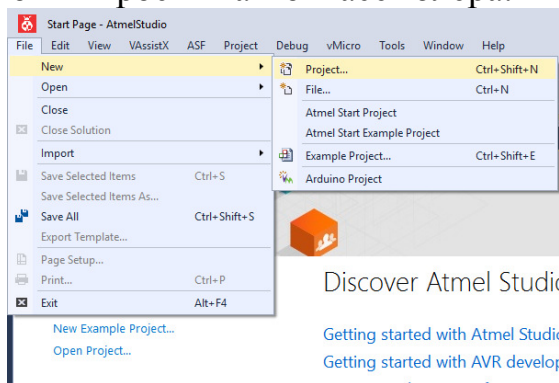 Start Page - AtmelStudio
File Edit View VAssistX ASF Project Debug vMicro Tools Window Help
New
Open
Close
Close Solution
Import
Save Selected Items Ctrl+S
Save Selected Items As...
Save All Ctrl+Shift+S
Export Template...
Page Setup...
Print... Ctrl+P
Exit Alt+F4
Project... Ctrl+Shift+N
File... Ctrl+N
Atmel Start Project
Atmel Start Example Project
Example Project... Ctrl+Shift+E
Arduino Project
New Example Project...
Open Project...
Discover Atmel Studio
Getting started with Atmel Studio
Getting started with AVR develop